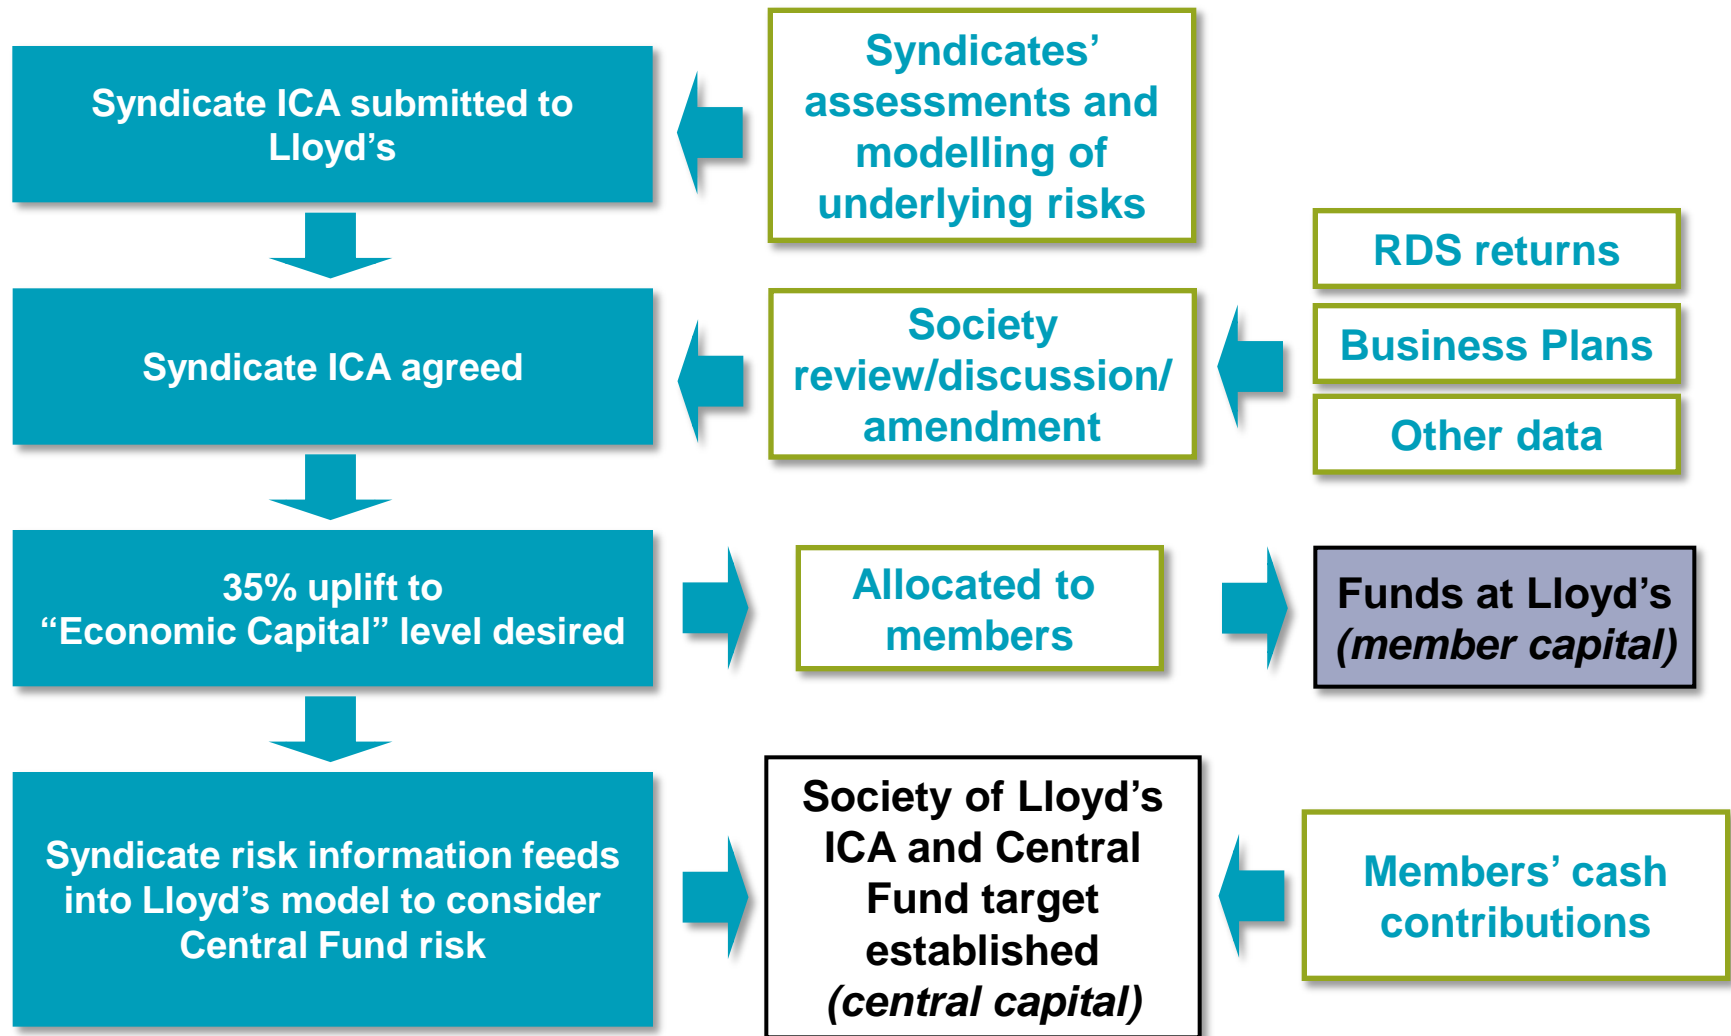 Syndicate ICA submitted to
Lloyd’s
Syndicates’
assessments and
modelling of
underlying risks
Syndicate ICA agreed
Society
review/discussion/
amendment
RDS returns
Business Plans
Other data
35% uplift to
“Economic Capital” level desired
Allocated to
members
Funds at Lloyd’s
(member capital)
Syndicate risk information feeds
into Lloyd’s model to consider
Central Fund risk
Society of Lloyd’s
ICA and Central
Fund target
established
(central capital)
Members’ cash
contributions